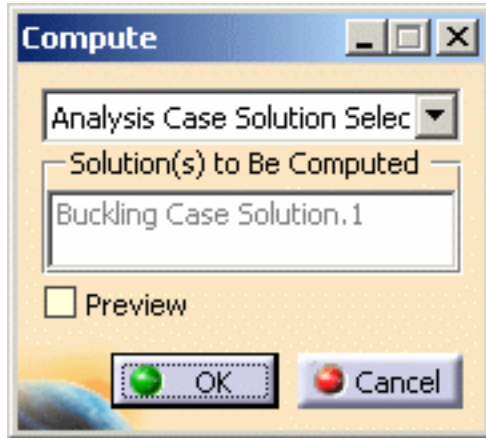 Compute
Analysis Case Solution Selec
Solution(s) to Be Computed
Buckling Case Solution.1
Preview
OK
Cancel